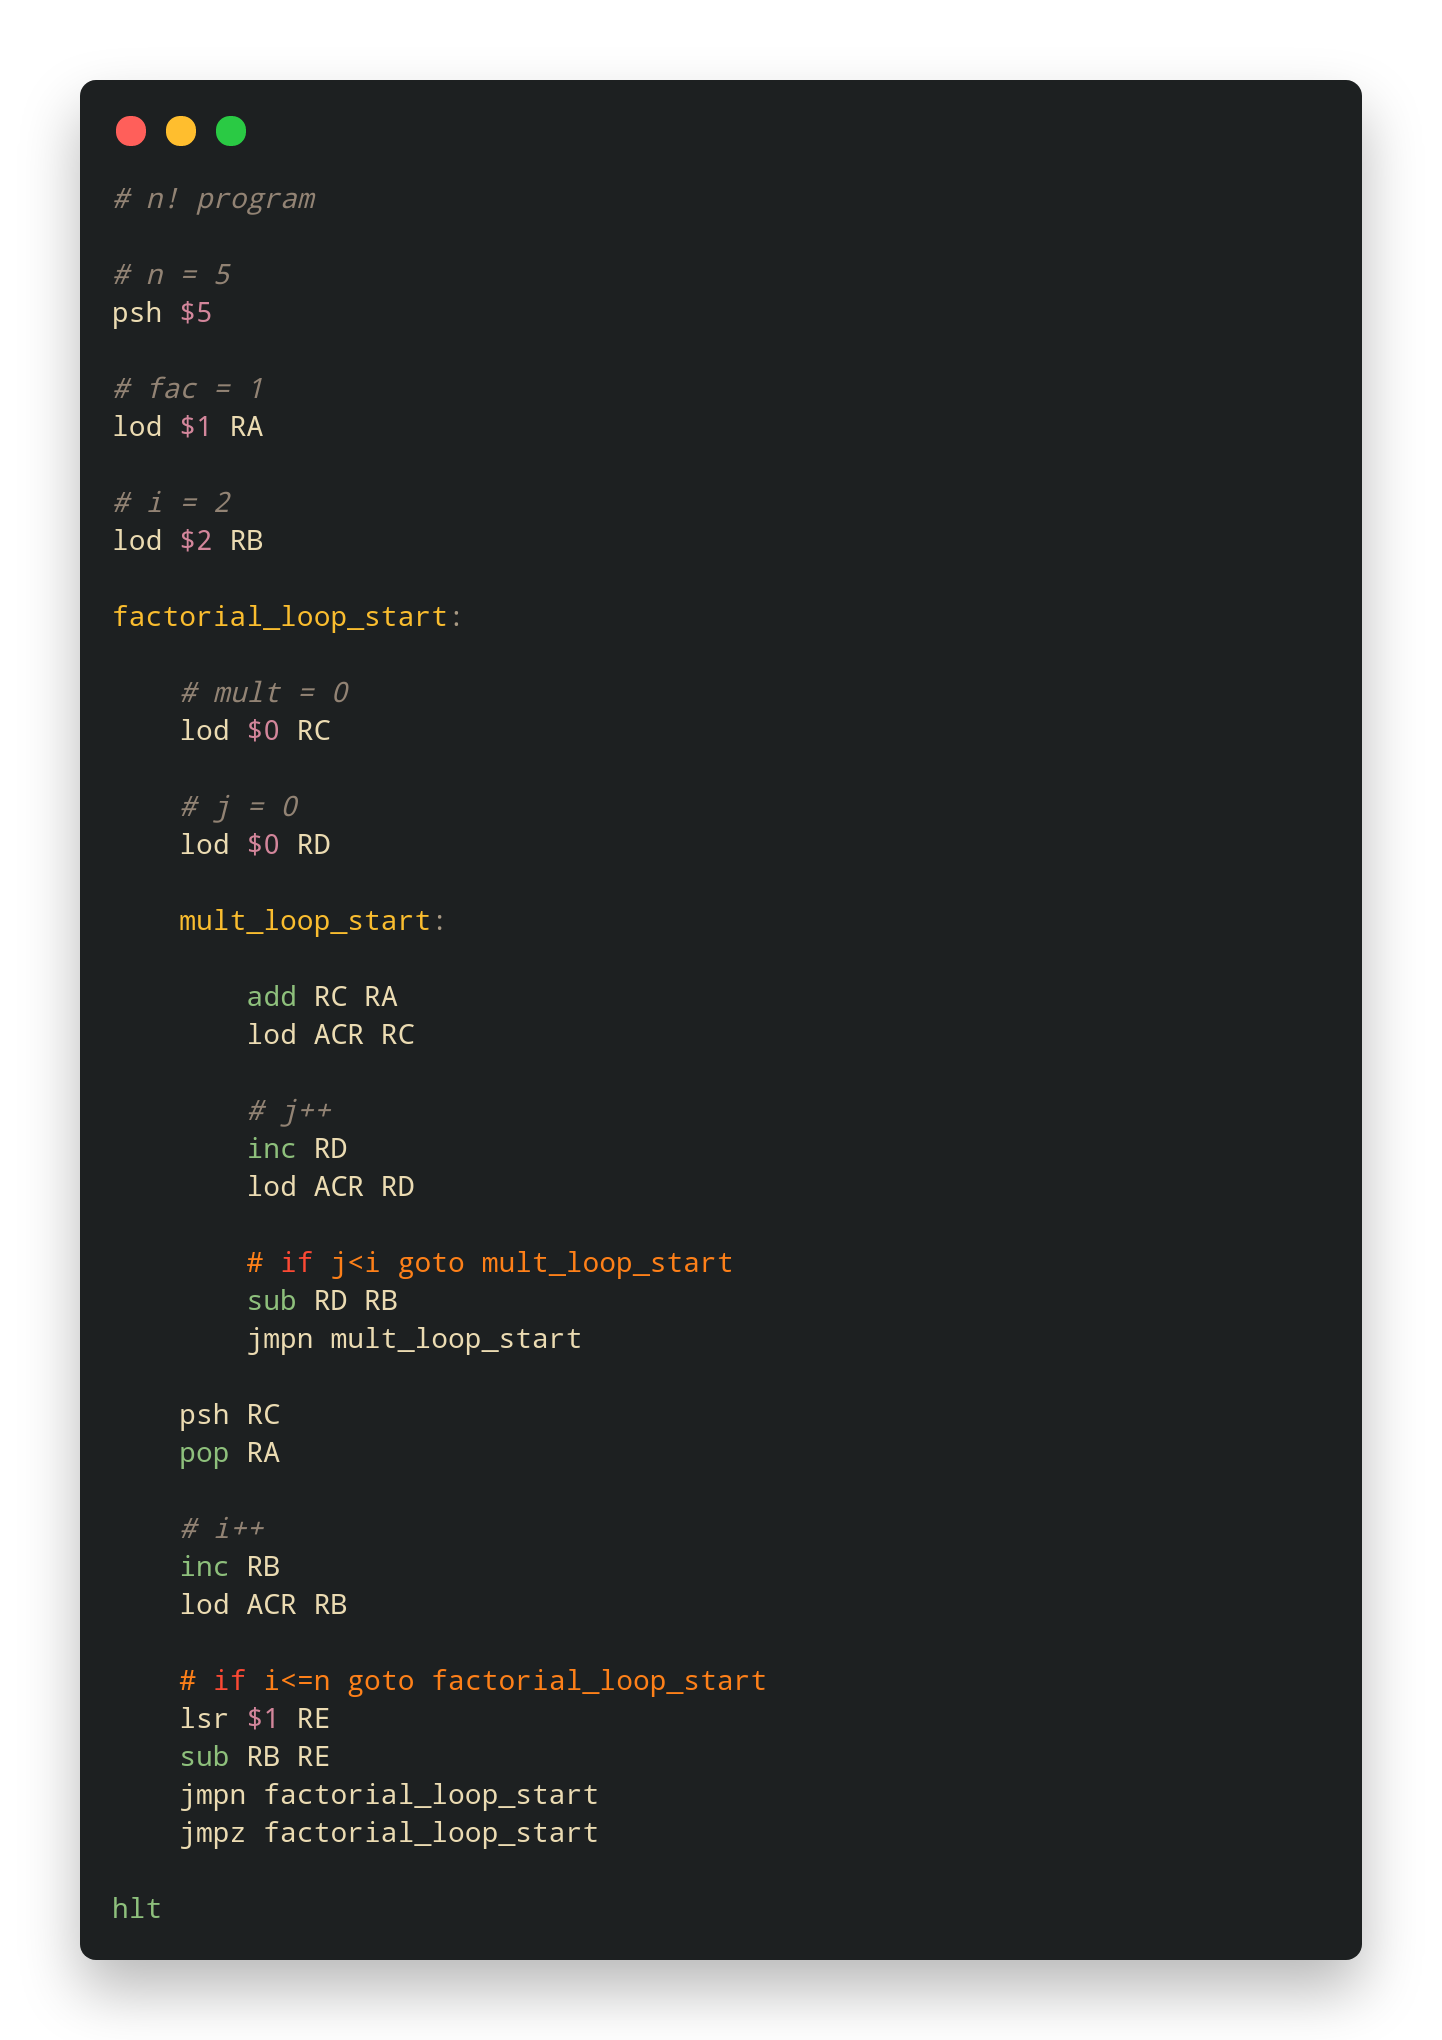 # n! program
# n = 5
psh $5
# fac = 1
lod $1 RA
# i = 2
lod $2 RB
factorial_loop_start:
# mult = 0
lod $0 RC
# j = 0
lod $0 RD
mult_loop_start:
add RC RA
lod ACR RC
# j++
inc RD
lod ACR RD
# if j<i goto mult_loop_start
sub RD RB
jmpn mult_loop_start
psh RC
pop RA
# i++
inc RB
lod ACR RB
# if i<=n goto factorial_loop_start
lsr $1 RE
sub RB RE
jmpn factorial_loop_start
jmpz factorial_loop_start
hlt